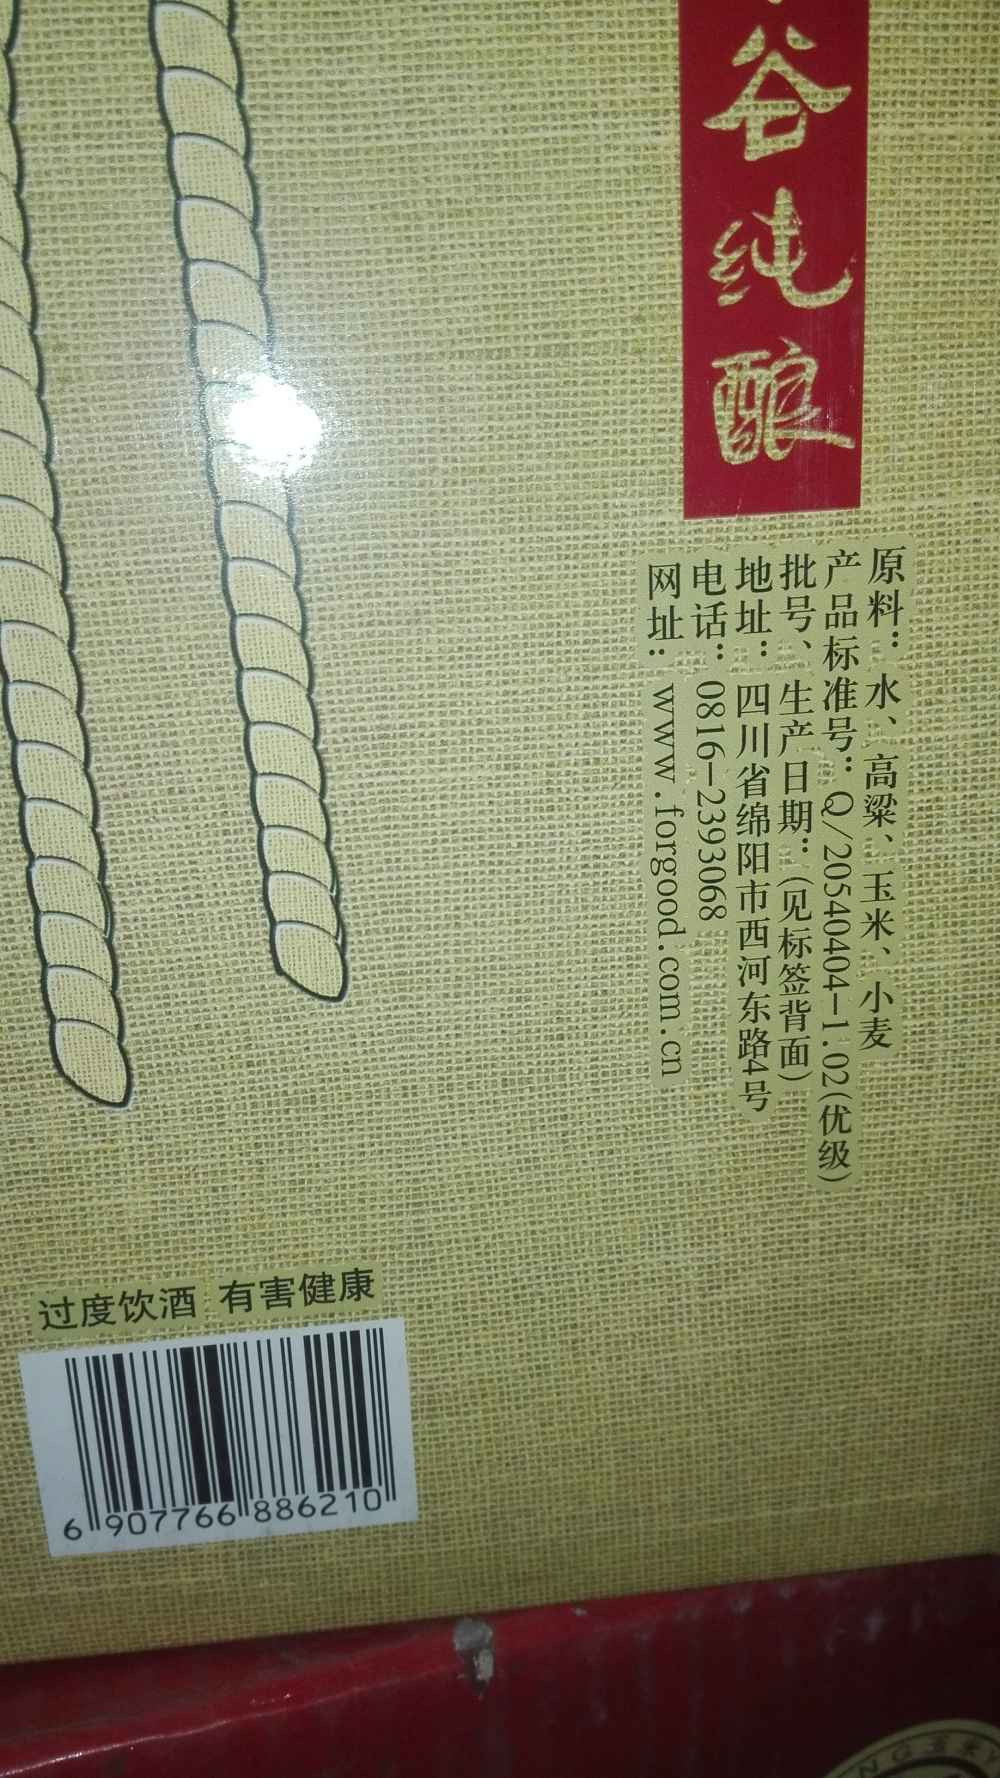 谷纯酿
原料：水、高粱、玉米、小麦
产品标准号：Q/20540404-1.02(优级)
批号、生产日期：(见标签背面)
地址：四川省绵阳市西河东路4号
电话：0816-2393068
网址：www.forgood.com.cn
过度饮酒 有害健康
6 907766 886210